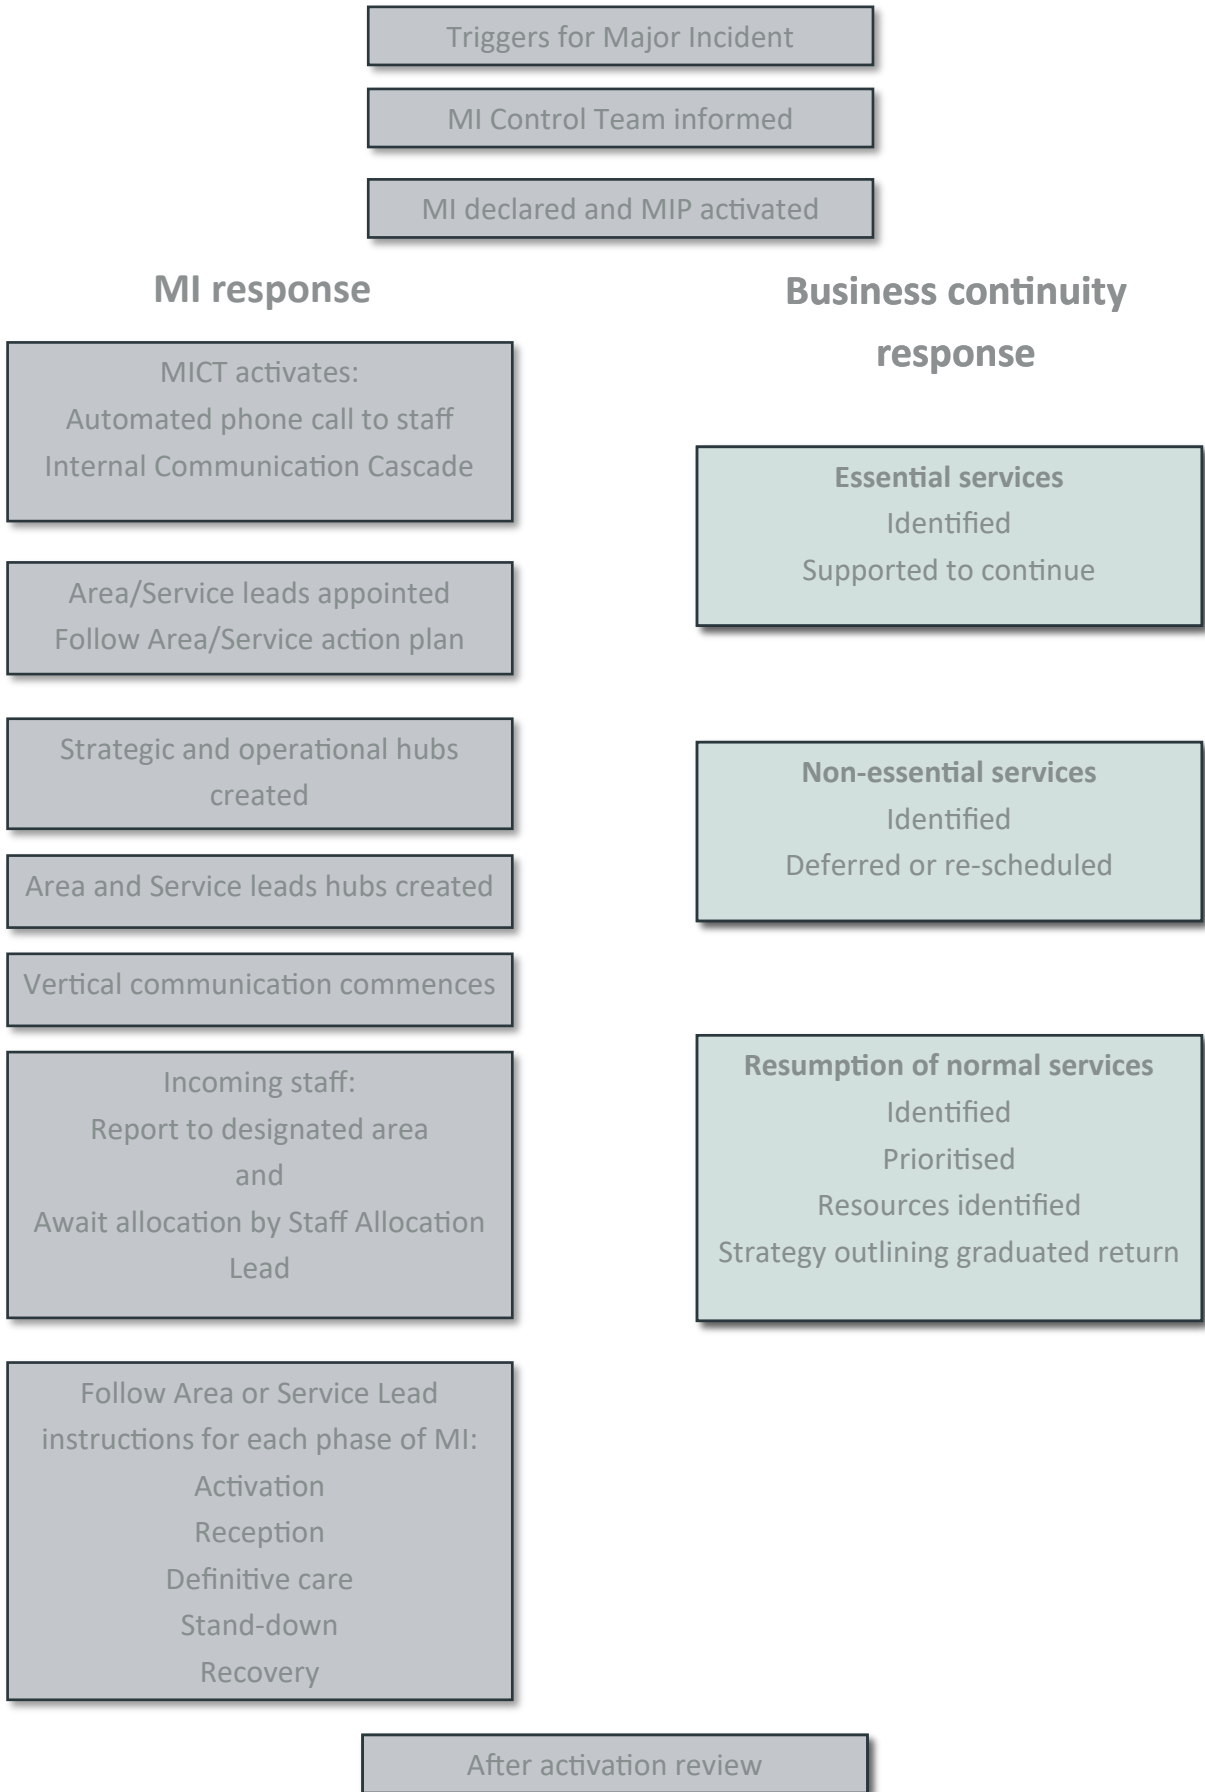 Triggers for Major Incident
MI Control Team informed
MI declared and MIP activated
MI response
MICT activates:
Automated phone call to staff
Internal Communication Cascade
Area/Service leads appointed
Follow Area/Service action plan
Strategic and operational hubs
created
Area and Service leads hubs created
Vertical communication commences
Incoming staff:
Report to designated area
and
Await allocation by Staff Allocation
Lead
Follow Area or Service Lead
instructions for each phase of MI:
Activation
Reception
Definitive care
Stand-down
Recovery
Business continuity
response
Essential services
Identified
Supported to continue
Non-essential services
Identified
Deferred or re-scheduled
Resumption of normal services
Identified
Prioritised
Resources identified
Strategy outlining graduated return
After activation review